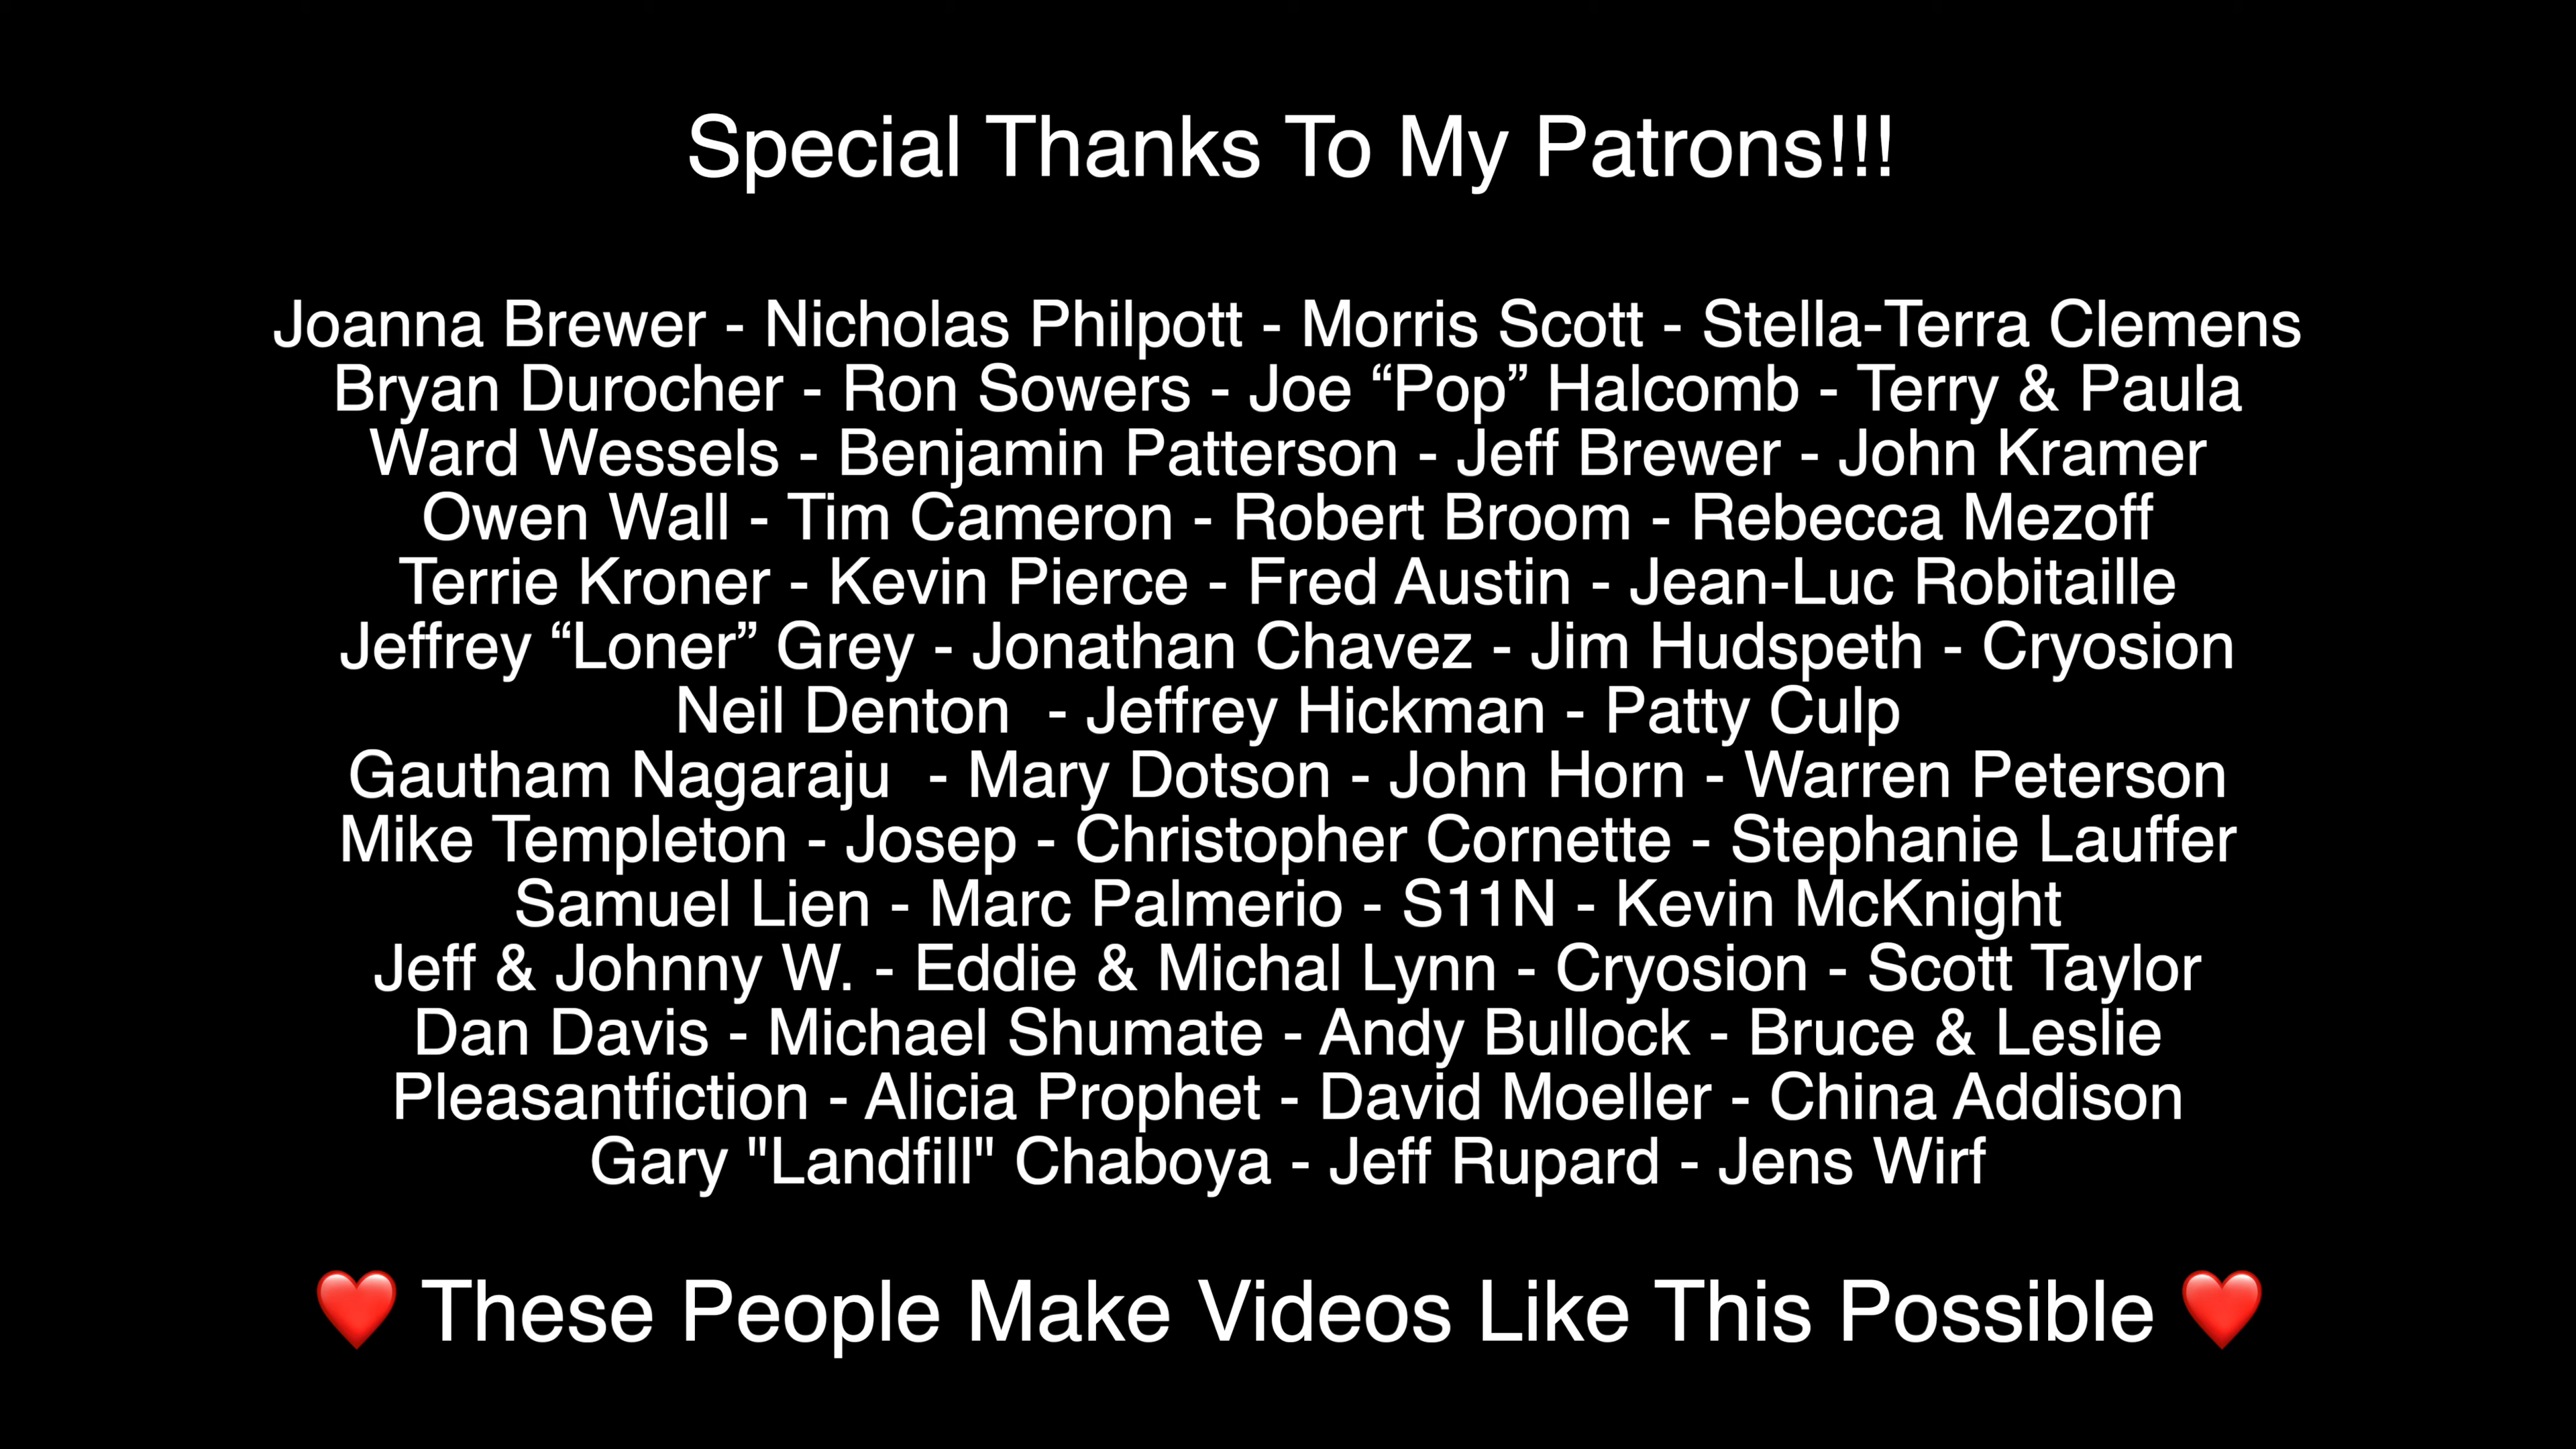 Special Thanks To My Patrons!!!
Joanna Brewer - Nicholas Philpott - Morris Scott - Stella-Terra Clemens
Bryan Durocher - Ron Sowers - Joe “Pop” Halcomb - Terry & Paula
Ward Wessels - Benjamin Patterson - Jeff Brewer - John Kramer
Owen Wall - Tim Cameron - Robert Broom - Rebecca Mezoff
Terrie Kroner - Kevin Pierce - Fred Austin - Jean-Luc Robitaille
Jeffrey “Loner” Grey - Jonathan Chavez - Jim Hudspeth - Cryosion
Neil Denton  - Jeffrey Hickman - Patty Culp
Gautham Nagaraju  - Mary Dotson - John Horn - Warren Peterson
Mike Templeton - Josep - Christopher Cornette - Stephanie Lauffer
Samuel Lien - Marc Palmerio - S11N - Kevin McKnight
Jeff & Johnny W. - Eddie & Michal Lynn - Cryosion - Scott Taylor
Dan Davis - Michael Shumate - Andy Bullock - Bruce & Leslie
Pleasantfiction - Alicia Prophet - David Moeller - China Addison
Gary "Landfill" Chaboya - Jeff Rupard - Jens Wirf
❤️ These People Make Videos Like This Possible ❤️